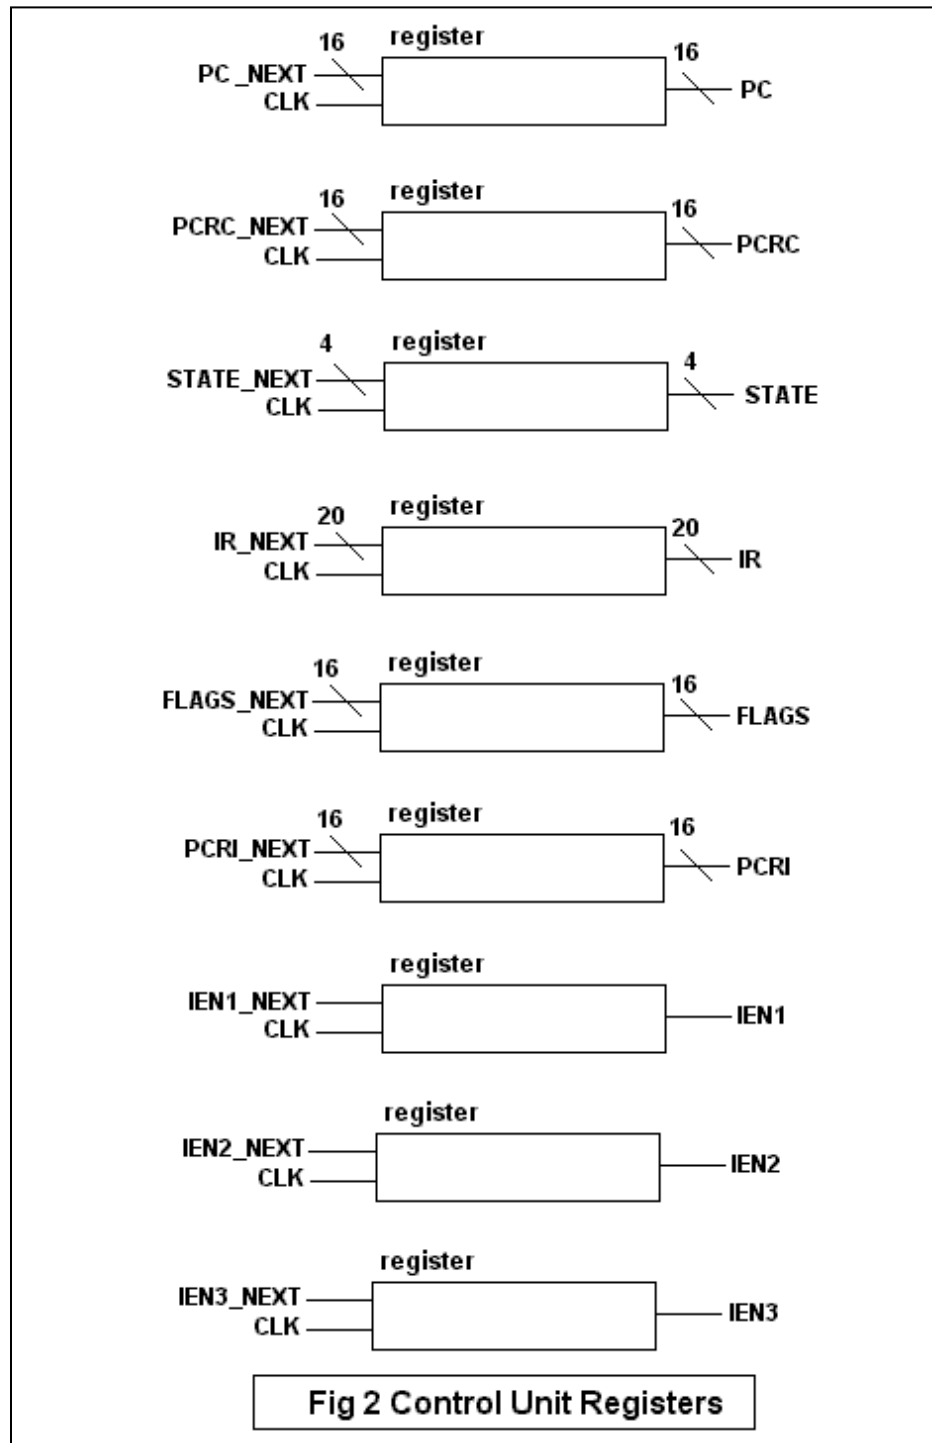 register
16
16
PC _NEXT
PC
CLK
register
16
16
PCRC_NEXT
PCRC
CLK
register
4
4
STATE_NEXT
STATE
CLK
register
20
20
IR_NEXT
IR
CLK
register
16
16
FLAGS_NEXT
FLAGS
CLK
register
16
16
PCRI_NEXT
PCRI
CLK
register
IEN1_NEXT
IEN1
CLK
register
IEN2_NEXT
IEN2
CLK
register
IEN3_NEXT
IEN3
CLK
Fig 2 Control Unit Registers